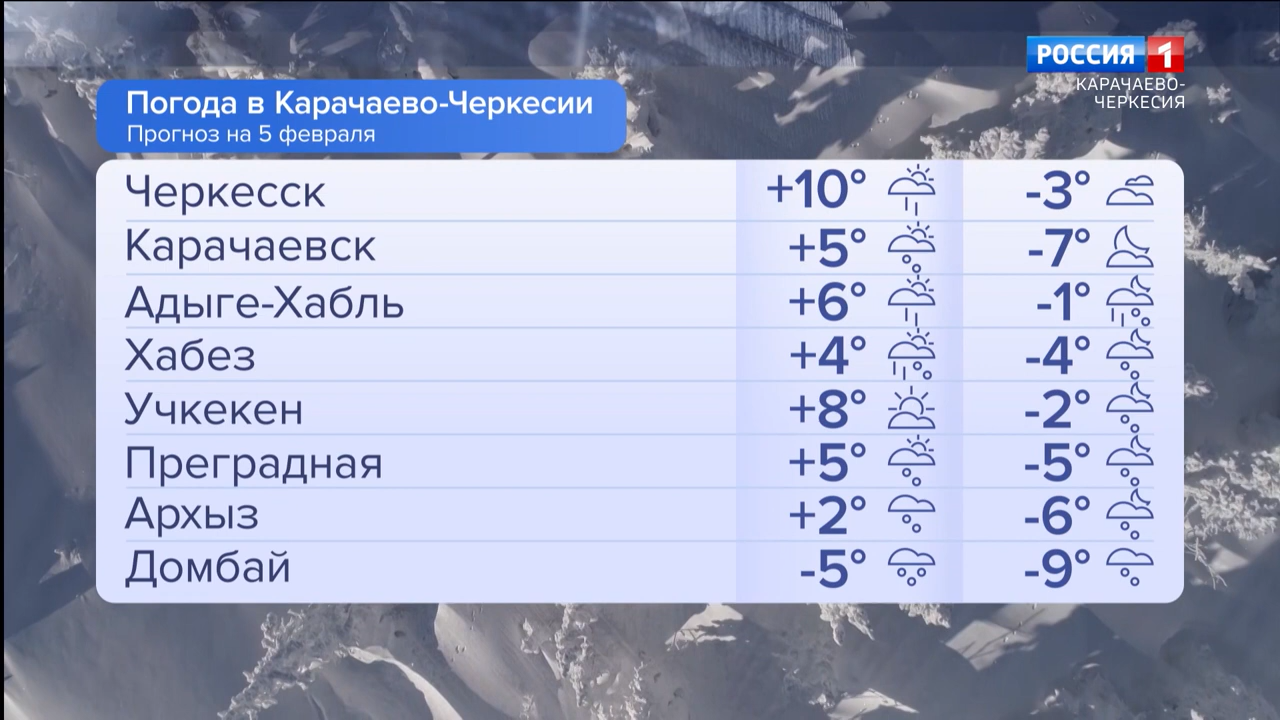 РОССИЯ 1
КАРАЧАЕВО-
ЧЕРКЕСИЯ
Погода в Карачаево-Черкесии
Прогноз на 5 февраля
Черкесск +10° -3°
Карачаевск +5° -7°
Адыге-Хабль +6° -1°
Хабез +4° -4°
Учкекен +8° -2°
Преградная +5° -5°
Архыз +2° -6°
Домбай -5° -9°